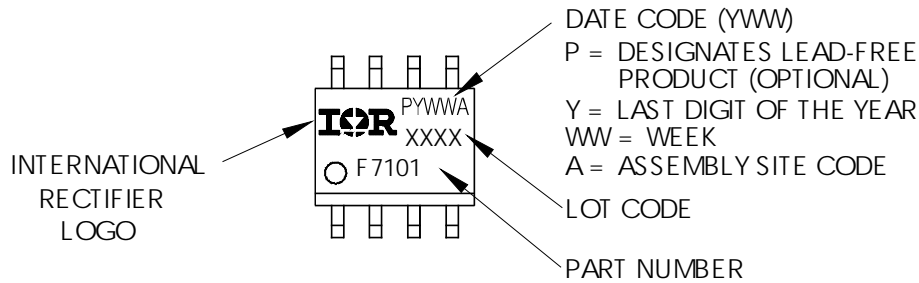 INTERNATIONAL
RECTIFIER
LOGO
IOR
PYWWA
XXXX
F7101
DATE CODE (YWW)
P = DESIGNATES LEAD-FREE
PRODUCT (OPTIONAL)
Y = LAST DIGIT OF THE YEAR
WW = WEEK
A = ASSEMBLY SITE CODE
LOT CODE
PART NUMBER